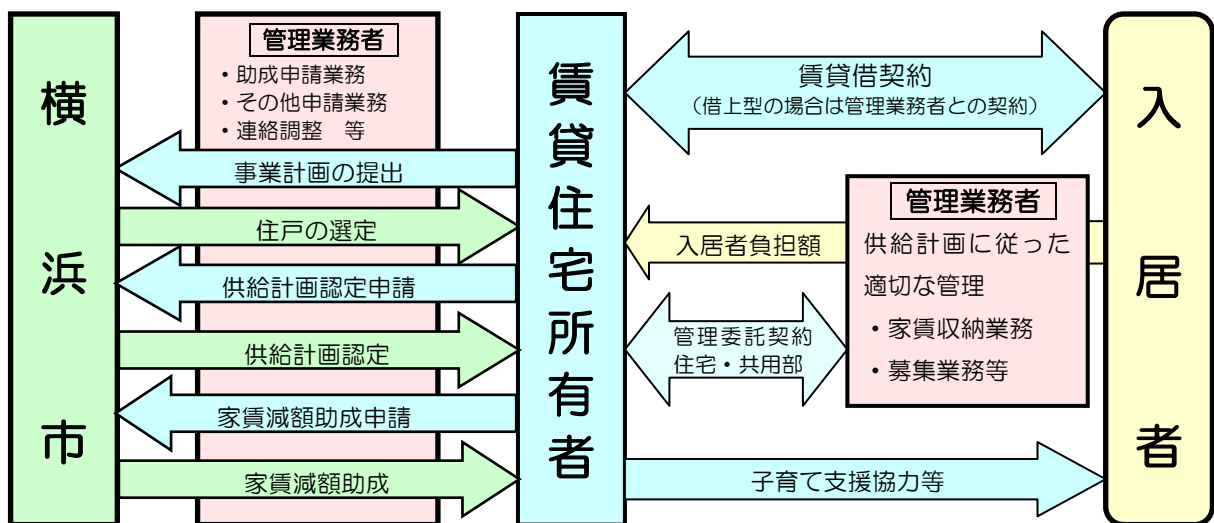 横浜市
管理業務者
・助成申請業務
・その他申請業務
・連絡調整　等
事業計画の提出
住戸の選定
供給計画認定申請
供給計画認定
家賃減額助成申請
家賃減額助成
賃貸住宅所有者
賃貸借契約
（借上型の場合は管理業務者との契約）
入居者負担額
管理委託契約
住宅・共用部
管理業務者
供給計画に従った
適切な管理
・家賃収納業務
・募集業務等
子育て支援協力等
入居者